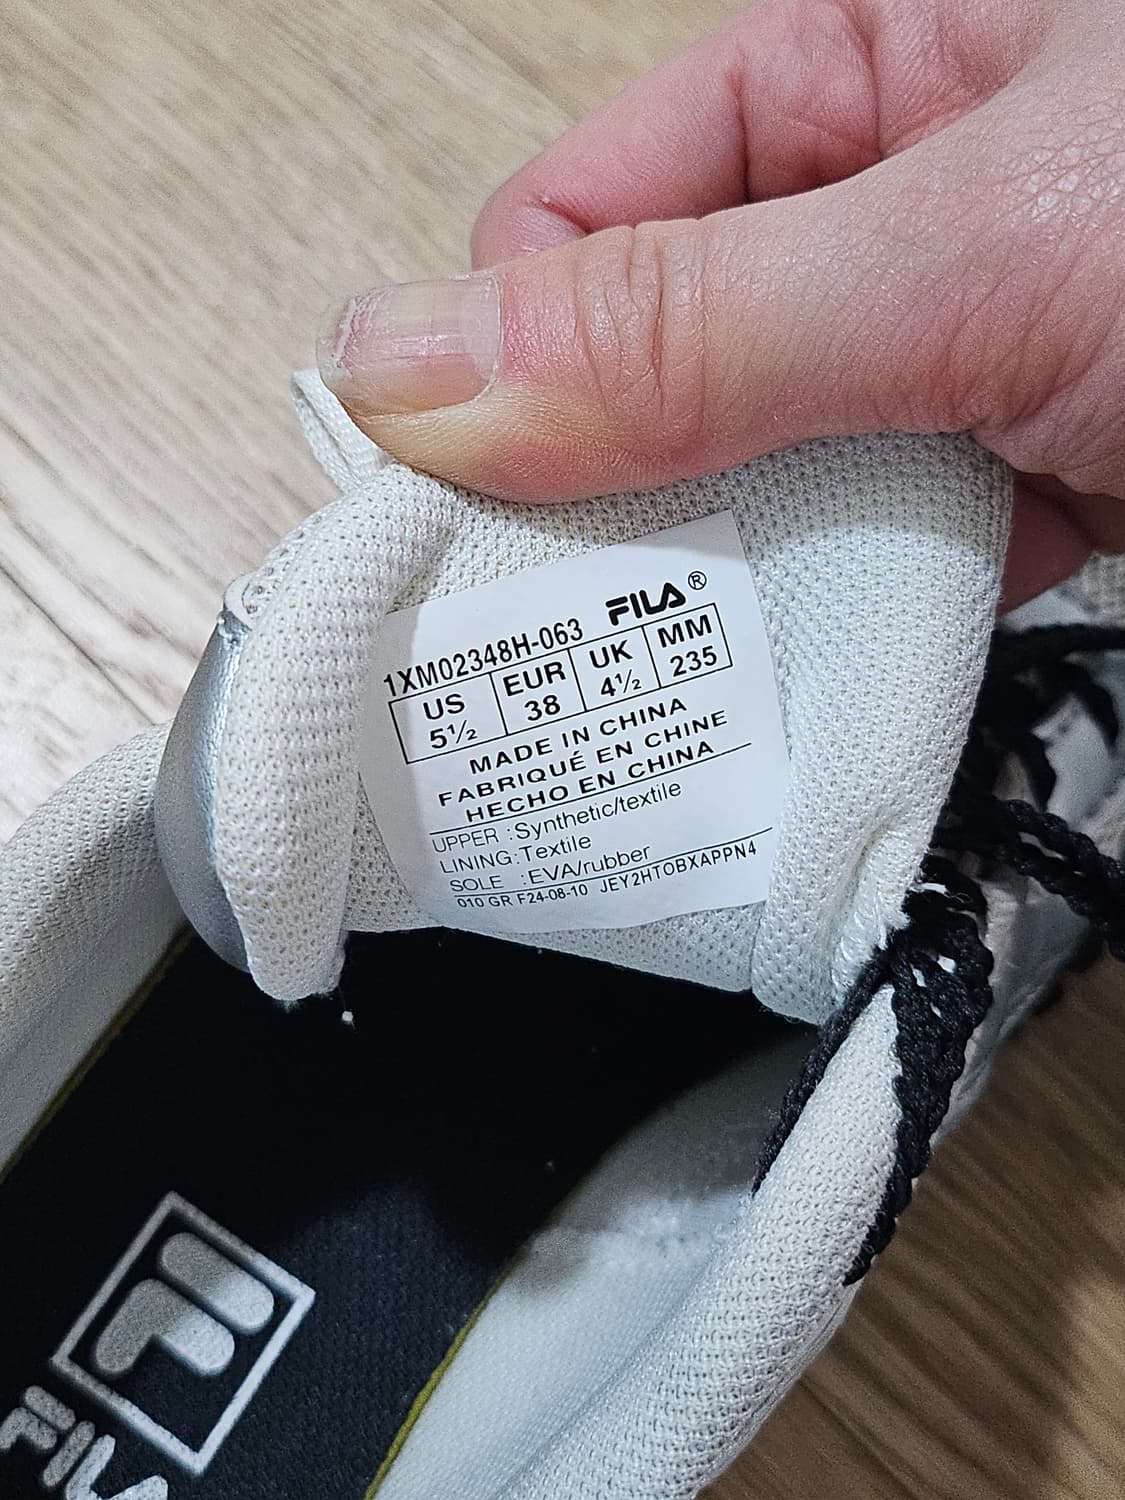 FILA®
1XM02348H-063
US EUR UK MM
5½ 38 4½ 235
MADE IN CHINA
FABRIQUÉ EN CHINE
HECHO EN CHINA
UPPER :Synthetic/textile
LINING:Textile
SOLE :EVA/rubber
010 GR F24-08-10 JEY2HTOBXAPPN4
F
FILA